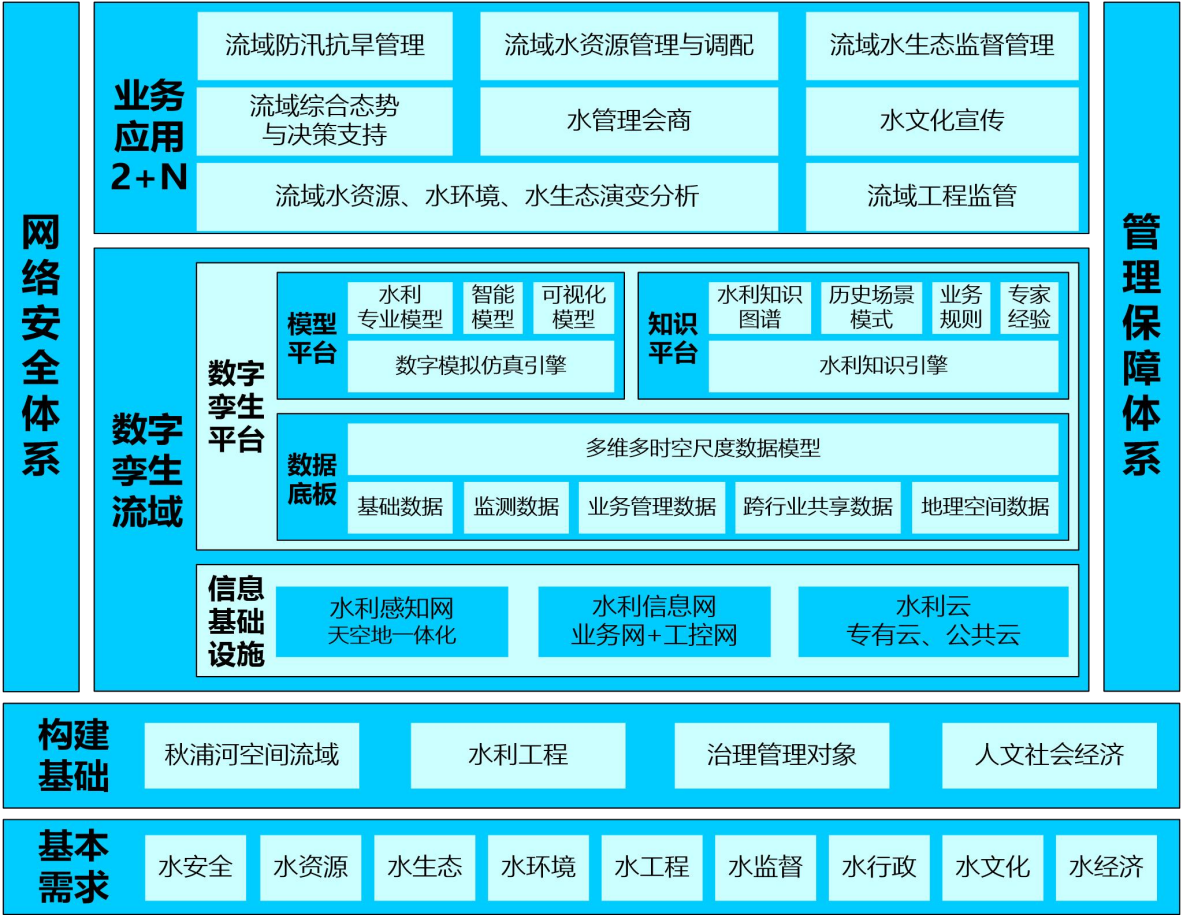 网络安全体系
业务
应用
2+N
流域防汛抗旱管理
流域水资源管理与调配
流域水生态监督管理
流域综合态势
与决策支持
水管理会商
水文化宣传
流域水资源、水环境、水生态演变分析
流域工程监管
数字
孪生
流域
数字
孪生
平台
模型
平台
水利
专业模型
智能
模型
可视化
模型
数字模拟仿真引擎
知识
平台
水利知识
图谱
历史场景
模式
业务
规则
专家
经验
水利知识引擎
数据
底板
多维多时空尺度数据模型
基础数据
监测数据
业务管理数据
跨行业共享数据
地理空间数据
信息
基础
设施
水利感知网
天空地一体化
水利信息网
业务网+工控网
水利云
专有云、公共云
管理保障体系
构建
基础
秋浦河空间流域
水利工程
治理管理对象
人文社会经济
基本
需求
水安全
水资源
水生态
水环境
水工程
水监督
水行政
水文化
水经济